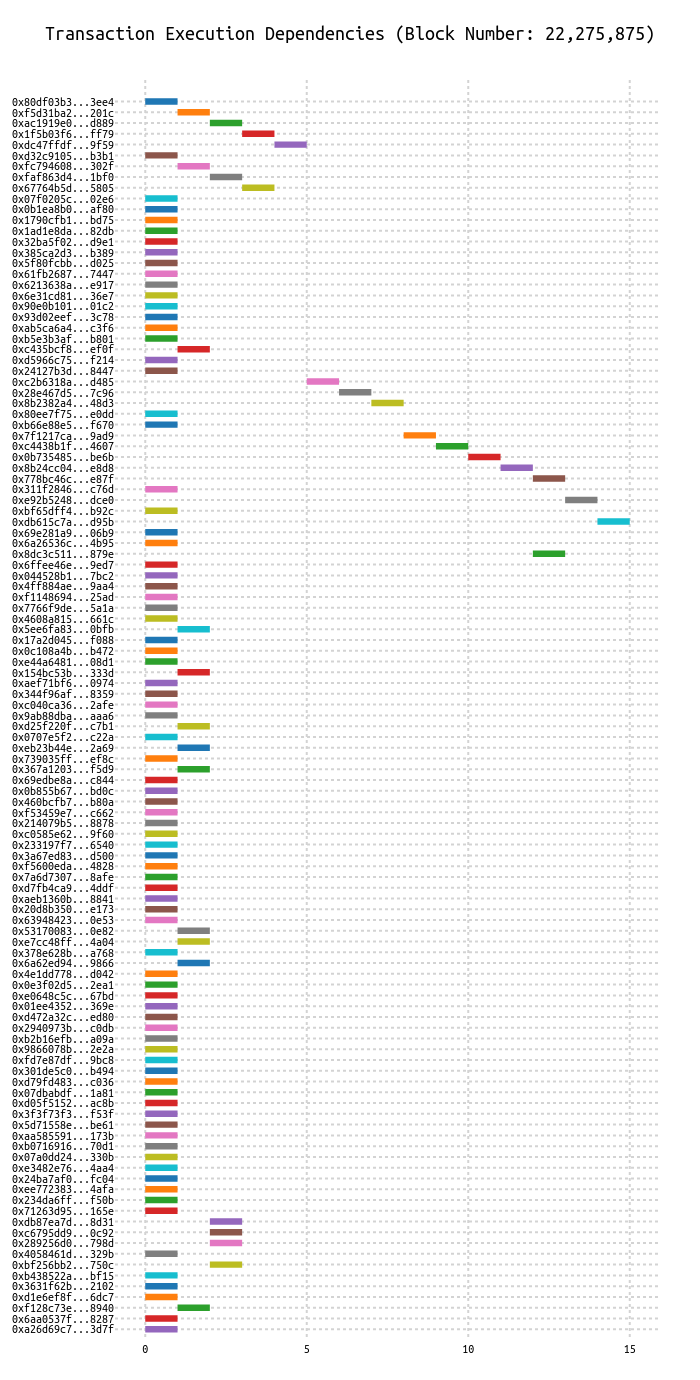 Transaction Execution Dependencies (Block Number: 22,275,875)
0x80df03b3...3ee4
0xf5d31ba2...201c
0xac1919e0...d889
0x1f5b03f6...ff79
0xdc47ffdf...9f59
0xd32c9105...b3b1
0xfc794608...302f
0xfaf863d4...1bf0
0x67764b5d...5805
0x07f0205c...02e6
0x0b1ea8b0...af80
0x1790cfb1...bd75
0x1ad1e8da...82db
0x32ba5f02...d9e1
0x385ca2d3...b389
0x5f80fcbb...d025
0x61fb2687...7447
0x6213638a...e917
0x6e31cd81...36e7
0x90e0b101...01c2
0x93d02eef...3c78
0xab5ca6a4...c3f6
0xb5e3b3af...b801
0xc435bcf8...ef0f
0xd5966c75...f214
0x24127b3d...8447
0xc2b6318a...d485
0x28e467d5...7c96
0x8b2382a4...48d3
0x80ee7f75...e0dd
0xb66e88e5...f670
0x7f1217ca...9ad9
0xc4438b1f...4607
0x0b735485...be6b
0x8b24cc04...e8d8
0x778bc46c...e87f
0x311f2846...c76d
0xe92b5248...dce0
0xbf65dff4...b92c
0xdb615c7a...d95b
0x69e281a9...06b9
0x6a26536c...4b95
0x8dc3c511...879e
0x6ffee46e...9ed7
0x044528b1...7bc2
0x4ff884ae...9aa4
0xf1148694...25ad
0x7766f9de...5a1a
0x4608a815...661c
0x5ee6fa83...0bfb
0x17a2d045...f088
0x0c108a4b...b472
0xe44a6481...08d1
0x154bc53b...333d
0xaef71bf6...0974
0x344f96af...8359
0xc040ca36...2afe
0x9ab88dba...aaa6
0xd25f220f...c7b1
0x0707e5f2...c22a
0xeb23b44e...2a69
0x739035ff...ef8c
0x367a1203...f5d9
0x69edbe8a...c844
0x0b855b67...bd0c
0x460bcfb7...b80a
0xf53459e7...c662
0x214079b5...8878
0xc0585e62...9f60
0x233197f7...6540
0x3a67ed83...d500
0xf5600eda...4828
0x7a6d7307...8afe
0xd7fb4ca9...4ddf
0xaeb1360b...8841
0x20d8b350...e173
0x63948423...0e53
0x53170083...0e82
0xe7cc48ff...4a04
0x378e628b...a768
0x6a62ed94...9866
0x4e1dd778...d042
0x0e3f02d5...2ea1
0xe0648c5c...67bd
0x01ee4352...369e
0xd472a32c...ed80
0x2940973b...c0db
0xb2b16efb...a09a
0x9866078b...2e2a
0xfd7e87df...9bc8
0x301de5c0...b494
0xd79fd483...c036
0x07dbabdf...1a81
0xd05f5152...ac8b
0x3f3f73f3...f53f
0x5d71558e...be61
0xaa585591...173b
0xb0716916...70d1
0x07a0dd24...330b
0xe3482e76...4aa4
0x24ba7af0...fc04
0xee772383...4afa
0x234da6ff...f50b
0x71263d95...165e
0xdb87ea7d...8d31
0xc6795dd9...0c92
0x289256d0...798d
0x4058461d...329b
0xbf256bb2...750c
0xb438522a...bf15
0x3631f62b...2102
0xd1e6ef8f...6dc7
0xf128c73e...8940
0x6aa0537f...8287
0xa26d69c7...3d7f
0 5 10 15